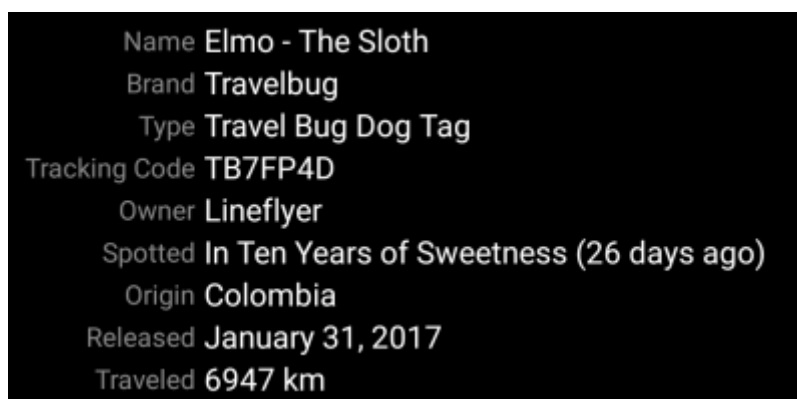 Name Elmo - The Sloth
Brand Travelbug
Type Travel Bug Dog Tag
Tracking Code TB7FP4D
Owner Lineflyer
Spotted In Ten Years of Sweetness (26 days ago)
Origin Colombia
Released January 31, 2017
Traveled 6947 km